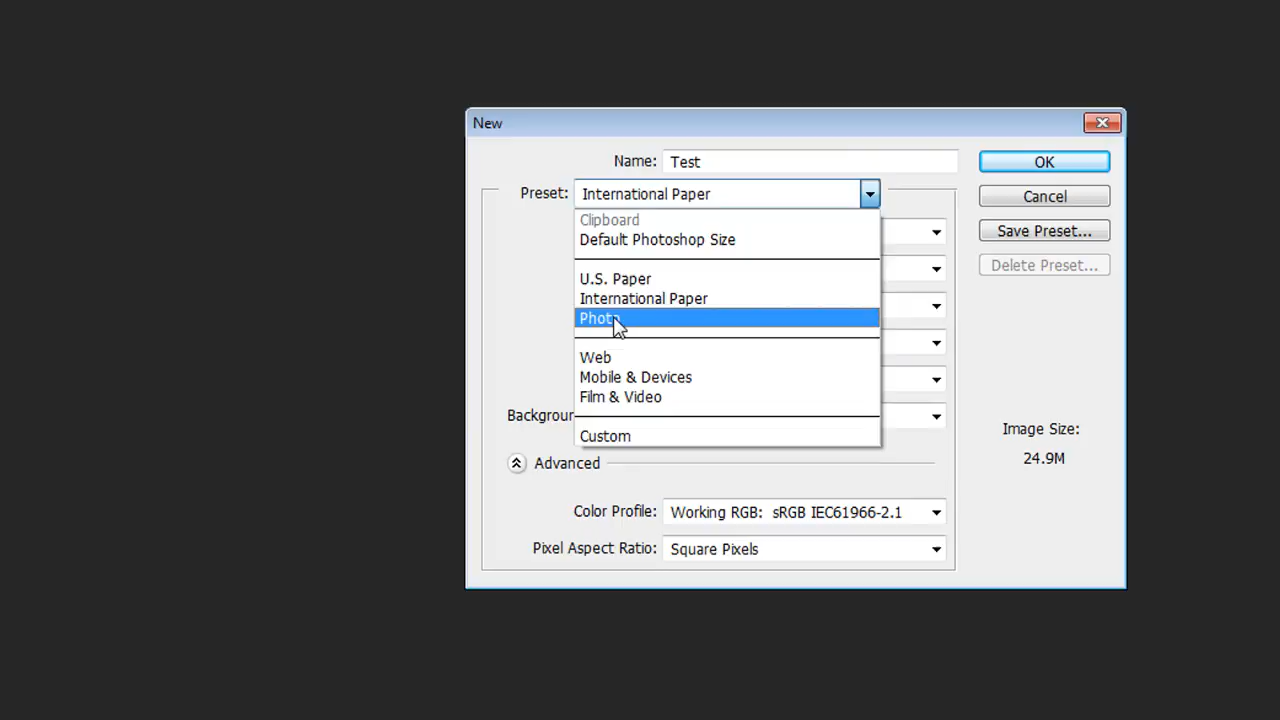 New
Name: Test
OK
Preset: International Paper
Cancel
Clipboard
Default Photoshop Size
Save Preset...
Delete Preset...
U.S. Paper
International Paper
Photo
Web
Mobile & Devices
Film & Video
Custom
Image Size:
24.9M
Advanced
Color Profile: Working RGB: sRGB IEC61966-2.1
Pixel Aspect Ratio: Square Pixels